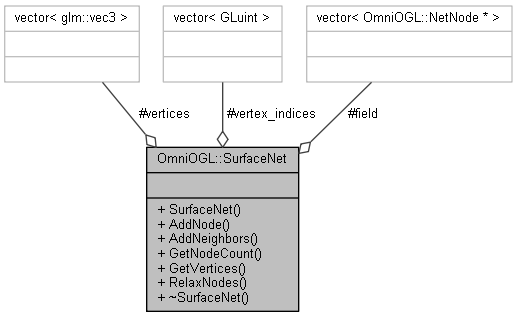 vector< glm::vec3 >
vector< GLuint >
vector< OmniOGL::NetNode * >
#vertices
#vertex_indices
#field
OmniOGL::SurfaceNet
+ SurfaceNet()
+ AddNode()
+ AddNeighbors()
+ GetNodeCount()
+ GetVertices()
+ RelaxNodes()
+ ~SurfaceNet()